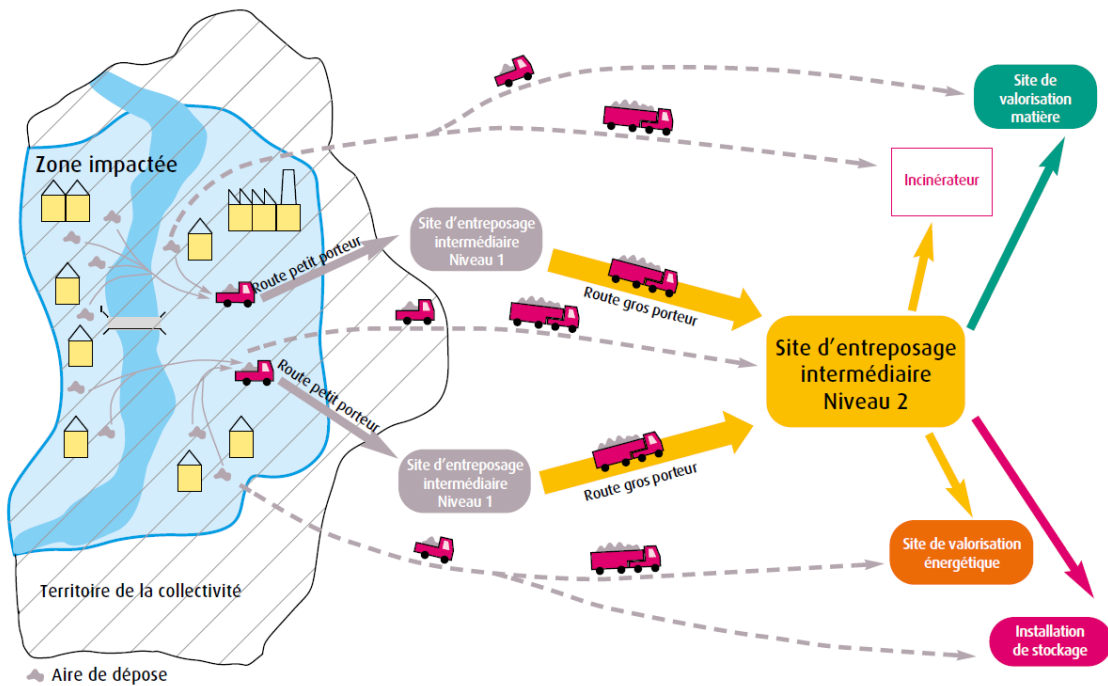 Site de
valorisation
matière
Zone impactée
Incinérateur
Site d'entreposage
intermédiaire
Niveau 1
Route petit porteur
Route gros porteur
Site d'entreposage
intermédiaire
Niveau 2
Route petit porteur
Site d'entreposage
intermédiaire
Niveau 1
Route gros porteur
Site de valorisation
énergétique
Territoire de la collectivité
Installation
de stockage
Aire de dépose